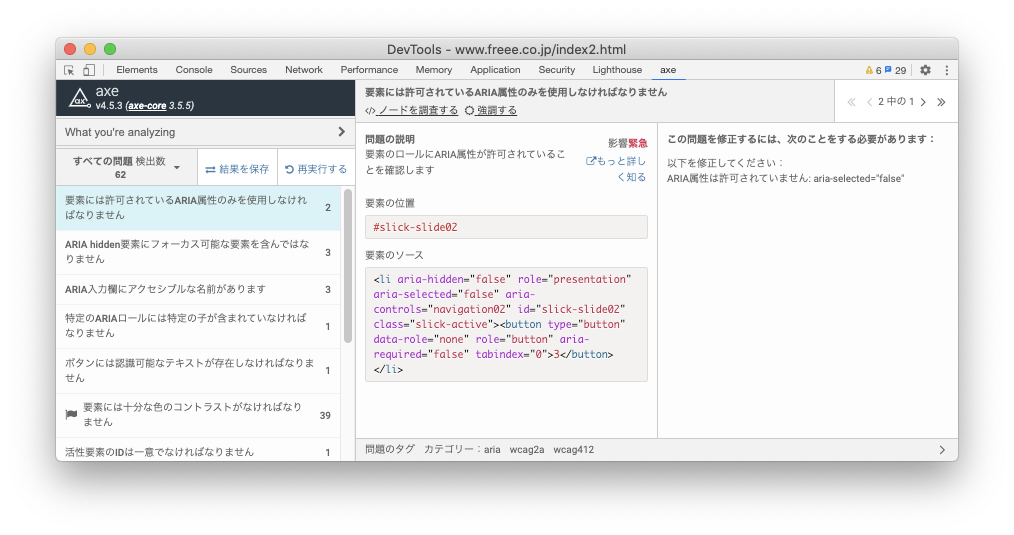 DevTools - www.freee.co.jp/index2.html
Elements Console Sources Network Performance Memory Application Security Lighthouse axe 6 29
axe
v4.5.3 (axe-core 3.5.5)
What you're analyzing
すべての問題 検出数
62
結果を保存
再実行する
要素には許可されているARIA属性のみを使用しなけれ
ばなりません
2
ARIA hidden要素にフォーカス可能な要素を含んではな
りません
3
ARIA入力欄にアクセシブルな名前があります
3
特定のARIAロールには特定の子が含まれていなければ
なりません
1
ボタンには認識可能なテキストが存在しなければなりま
せん
1
要素には十分な色のコントラストがなければなり
ません
39
活性要素のIDは一意でなければなりません
1
要素には許可されているARIA属性のみを使用しなければなりません
</> ノードを調査する 強調する
2 中の 1
問題の説明
要素のロールにARIA属性が許可されているこ
とを確認します
影響緊急
もっと詳し
く知る
要素の位置
#slick-slide02
要素のソース
<li aria-hidden="false" role="presentation"
aria-selected="false" aria-
controls="navigation02" id="slick-slide02"
class="slick-active"><button type="button"
data-role="none" role="button" aria-
required="false" tabindex="0">3</button>
</li>
この問題を修正するには、次のことをする必要があります：
以下を修正してください：
ARIA属性は許可されていません: aria-selected="false"
問題のタグ カテゴリー：aria wcag2a wcag412